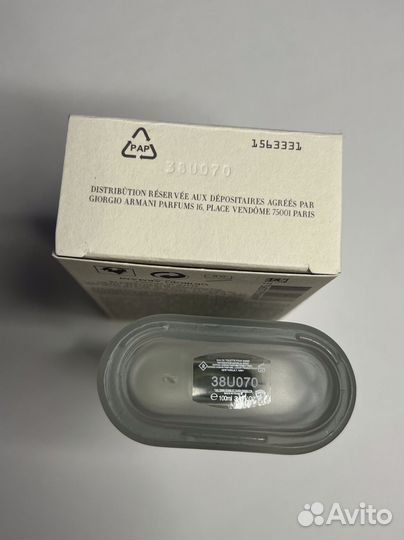 PAP
38U070
1563331
DISTRIBUTION RÉSERVÉE AUX DÉPOSITAIRES AGRÉÉS PAR
GIORGIO ARMANI PARFUMS 16, PLACE VENDÔME 75001 PARIS
38U070
100ml
Avito